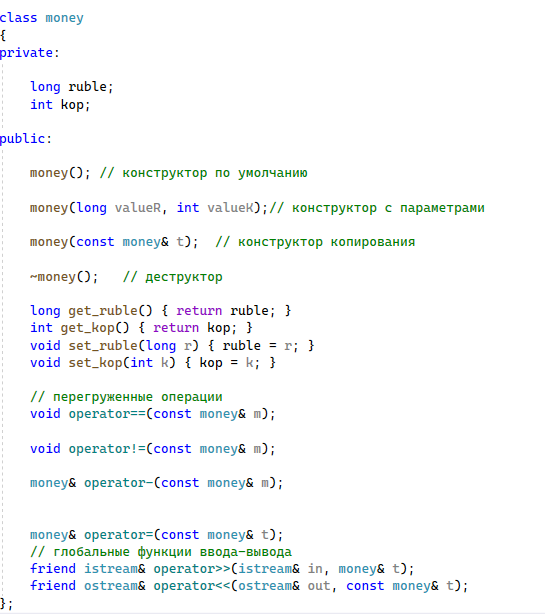 class money
{
private:
long ruble;
int kop;
public:
money(); // конструктор по умолчанию
money(long valueR, int valueK);// конструктор с параметрами
money(const money& t);  // конструктор копирования
~money();   // деструктор
long get_ruble() { return ruble; }
int get_kop() { return kop; }
void set_ruble(long r) { ruble = r; }
void set_kop(int k) { kop = k; }
// перегруженные операции
void operator==(const money& m);
void operator!=(const money& m);
money& operator-(const money& m);
money& operator=(const money& t);
// глобальные функции ввода-вывода
friend istream& operator>>(istream& in, money& t);
friend ostream& operator<<(ostream& out, const money& t);
};